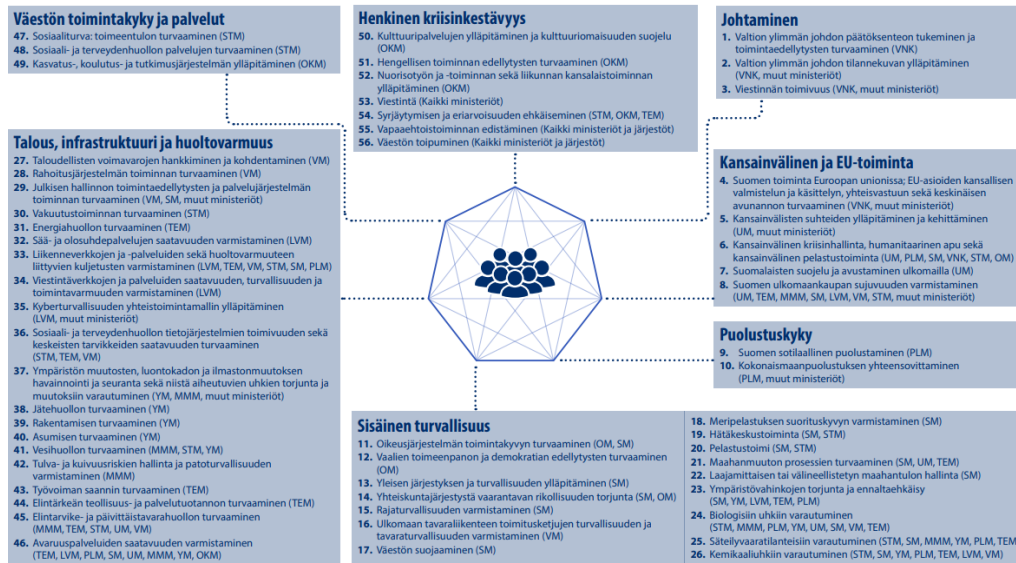 Väestön toimintakyky ja palvelut
47. Sosiaaliturva: toimeentulon turvaaminen (STM)
48. Sosiaali- ja terveydenhuollon palvelujen turvaaminen (STM)
49. Kasvatus-, koulutus- ja tutkimusjärjestelmän ylläpitäminen (OKM)
Henkinen kriisinkestävyys
50. Kulttuuripalvelujen ylläpitäminen ja kulttuuriomaisuuden suojelu
(OKM)
51. Hengellisen toiminnan edellytysten turvaaminen (OKM)
52. Nuorisotyön ja -toiminnan sekä liikunnan kansalaistoiminnan
ylläpitäminen (OKM)
53. Viestintä (Kaikki ministeriöt)
54. Syrjäytymisen ja eriarvoisuuden ehkäiseminen (STM, OKM, TEM)
55. Vapaaehtoistoiminnan edistäminen (Kaikki ministeriöt ja järjestöt)
56. Väestön toipuminen (Kaikki ministeriöt ja järjestöt)
Johtaminen
1. Valtion ylimmän johdon päätöksenteon tukeminen ja
toimintaedellytysten turvaaminen (VNK)
2. Valtion ylimmän johdon tilannekuvan ylläpitäminen
(VNK, muut ministeriöt)
3. Viestinnän toimivuus (VNK, muut ministeriöt)
Talous, infrastruktuuri ja huoltovarmuus
27. Taloudellisten voimavarojen hankkiminen ja kohdentaminen (VM)
28. Rahoitusjärjestelmän toiminnan turvaaminen (VM)
29. Julkisen hallinnon toimintaedellytysten ja palvelujärjestelmän
toiminnan turvaaminen (VM, SM, muut ministeriöt)
30. Vakuutustoiminnan turvaaminen (STM)
31. Energiahuollon turvaaminen (TEM)
32. Sää- ja olosuhdepalvelujen saatavuuden varmistaminen (LVM)
33. Liikenneverkkojen ja -palveluiden sekä huoltovarmuuteen
liittyvien kuljetusten varmistaminen (LVM, TEM, VM, STM, SM, PLM)
34. Viestintäverkkojen ja palveluiden saatavuuden, turvallisuuden ja
toimintavarmuuden varmistaminen (LVM)
35. Kyberturvallisuuden yhteistoimintamallin ylläpitäminen
(LVM, muut ministeriöt)
36. Sosiaali- ja terveydenhuollon tietojärjestelmien toimivuuden sekä
keskeisten tarvikkeiden saatavuuden turvaaminen
(STM, TEM, VM)
37. Ympäristön muutosten, luontokadon ja ilmastonmuutoksen
havainnointi ja seuranta sekä niistä aiheutuvien uhkien torjunta ja
muutoksiin varautuminen (YM, MMM, muut ministeriöt)
38. Jätehuollon turvaaminen (YM)
39. Rakentamisen turvaaminen (YM)
40. Asumisen turvaaminen (YM)
41. Vesihuollon turvaaminen (MMM, STM, YM)
42. Tulva- ja kuivuusriskien hallinta ja patoturvallisuuden
varmistaminen (MMM)
43. Työvoiman saannin turvaaminen (TEM)
44. Elintärkeän teollisuus- ja palvelutuotannon turvaaminen (TEM)
45. Elintarvike- ja päivittäistavarahuollon turvaaminen
(MMM, TEM, STM, UM, VM)
46. Avaruuspalveluiden saatavuuden varmistaminen
(TEM, LVM, PLM, SM, UM, MMM, YM, OKM)
Kansainvälinen ja EU-toiminta
4. Suomen toiminta Euroopan unionissa; EU-asioiden kansallisen
valmistelun ja käsittelyn, yhteisvastuun sekä keskinäisen
avunannon turvaaminen (VNK, muut ministeriöt)
5. Kansainvälisten suhteiden ylläpitäminen ja kehittäminen
(UM, muut ministeriöt)
6. Kansainvälinen kriisinhallinta, humanitaarinen apu sekä
kansainvälinen pelastustoiminta (UM, PLM, SM, VNK, STM, OM)
7. Suomalaisten suojelu ja avustaminen ulkomailla (UM)
8. Suomen ulkomaankaupan sujuvuuden varmistaminen
(UM, TEM, MMM, SM, LVM, VM, STM, muut ministeriöt)
Puolustuskyky
9. Suomen sotilaallinen puolustaminen (PLM)
10. Kokonaismaanpuolustuksen yhteensovittaminen
(PLM, muut ministeriöt)
Sisäinen turvallisuus
11. Oikeusjärjestelmän toimintakyvyn turvaaminen (OM, SM)
12. Vaalien toimeenpanon ja demokratian edellytysten turvaaminen
(OM)
13. Yleisen järjestyksen ja turvallisuuden ylläpitäminen (SM)
14. Yhteiskuntajärjestystä vaarantavan rikollisuuden torjunta (SM, OM)
15. Rajaturvallisuuden varmistaminen (SM)
16. Ulkomaan tavaraliikenteen toimitusketjujen turvallisuuden ja
tavaraturvallisuuden varmistaminen (VM)
17. Väestön suojaaminen (SM)
18. Meripelastuksen suorituskyvyn varmistaminen (SM)
19. Hätäkeskustoiminta (SM, STM)
20. Pelastustoimi (SM, STM)
21. Maahanmuuton prosessien turvaaminen (SM, UM, TEM)
22. Laajamittaisen tai välineellistetyn maahantulon hallinta (SM)
23. Ympäristövahinkojen torjunta ja ennaltaehkäisy
(SM, YM, LVM, TEM, PLM)
24. Biologisiin uhkiin varautuminen
(STM, MMM, PLM, YM, UM, SM, VM, TEM)
25. Säteilyvaaratilanteisiin varautuminen (STM, SM, MMM, YM, PLM, TEM
26. Kemikaaliuhkiin varautuminen (STM, SM, YM, PLM, TEM, LVM, VM)